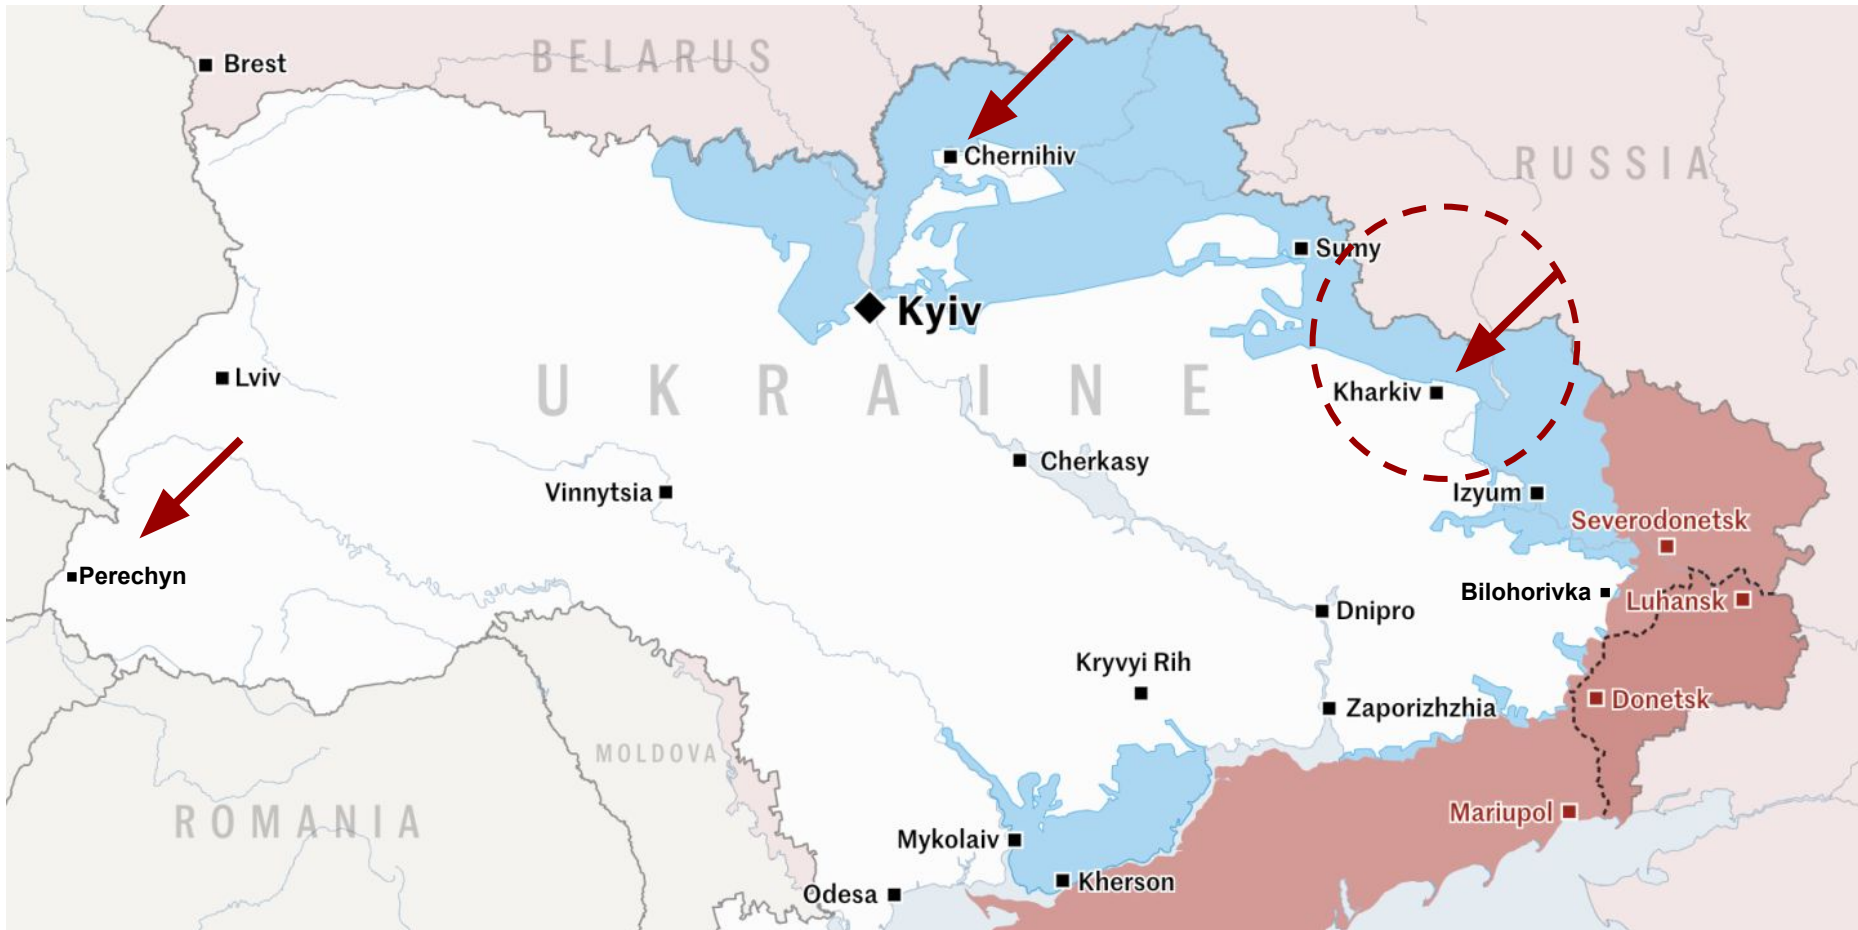 Brest
BELARUS
RUSSIA
Chernihiv
Sumy
Kyiv
UKRAINE
Lviv
Kharkiv
Cherkasy
Vinnytsia
Izyum
Severodonetsk
Perechyn
Bilohorivka
Luhansk
Dnipro
Kryvyi Rih
Donetsk
Zaporizhzhia
MOLDOVA
Mariupol
ROMANIA
Mykolaiv
Kherson
Odesa